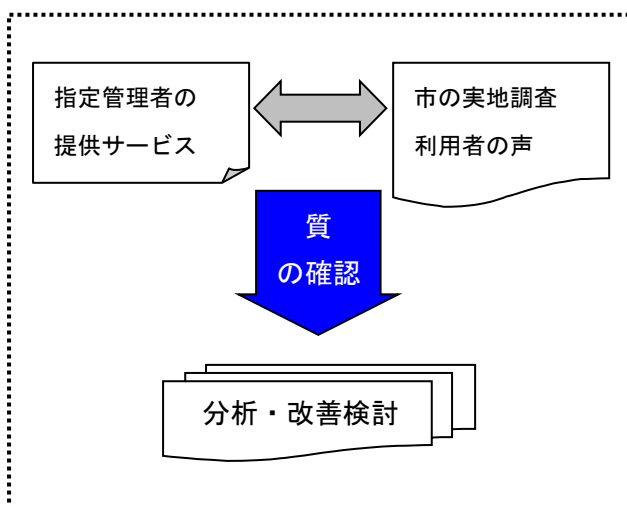 指定管理者の
提供サービス
市の実地調査
利用者の声
質
の確認
分析・改善検討